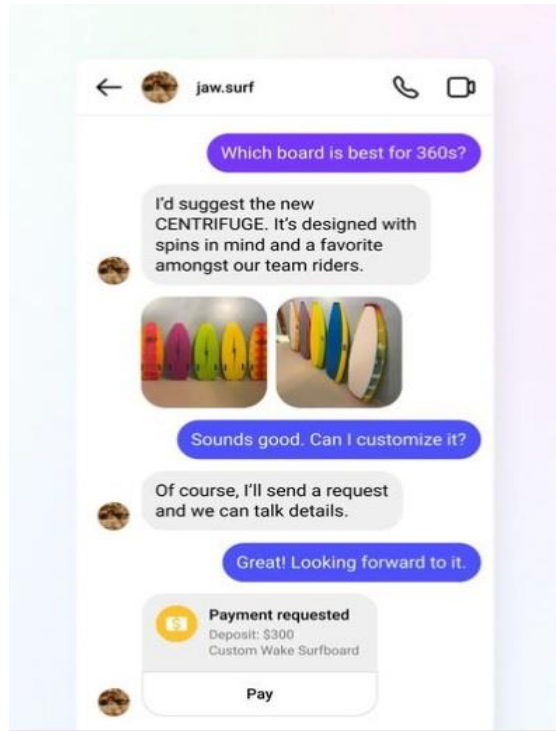 jaw.surf
Which board is best for 360s?
I'd suggest the new
CENTRIFUGE. It's designed with
spins in mind and a favorite
amongst our team riders.
Sounds good. Can I customize it?
Of course, I'll send a request
and we can talk details.
Great! Looking forward to it.
$
Payment requested
Deposit: $300
Custom Wake Surfboard
Pay